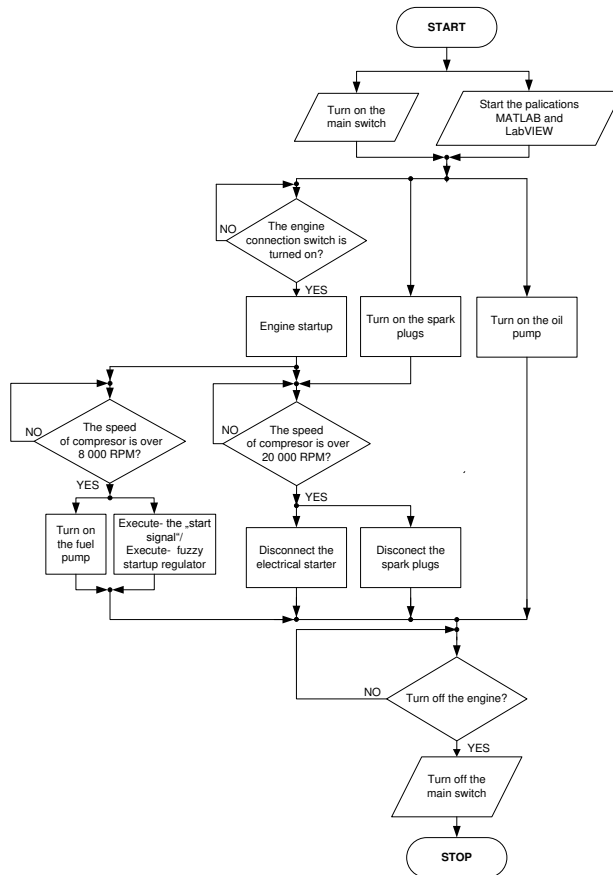 START
Turn on the
main switch
Start the palications
MATLAB and
LabVIEW
NO
The engine
connection switch is
turned on?
YES
Engine startup
Turn on the spark
plugs
Turn on the oil
pump
NO
The speed
of compresor is over
8 000 RPM?
YES
NO
The speed
of compresor is over
20 000 RPM?
YES
Turn on
the fuel
pump
Execute- the „start
signal“/
Execute- fuzzy
startup regulator
Disconnect the
electrical starter
Disconect the
spark plugs
NO
Turn off the engine?
YES
Turn off the
main switch
STOP